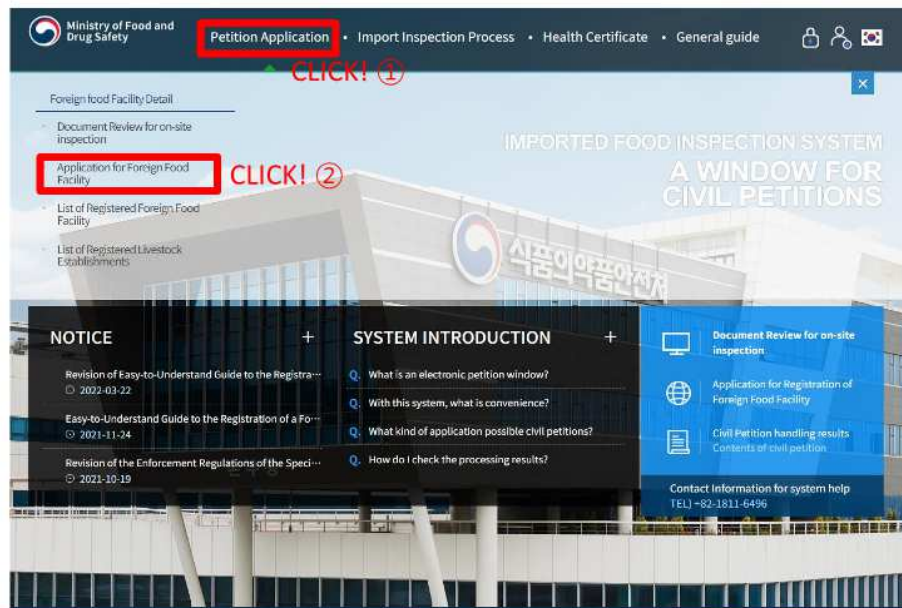 Ministry of Food and
Drug Safety
Petition Application • Import Inspection Process • Health Certificate • General guide
CLICK! ①
Foreign food Facility Detail
Document Review for on-site
inspection
Application for Foreign Food
Facility
CLICK! ②
List of Registered Foreign Food
Facility
List of Registered Livestock
Establishments
IMPORTED FOOD INSPECTION SYSTEM
A WINDOW FOR
CIVIL PETITIONS
식품의약품안전처
NOTICE +
Revision of Easy-to-Understand Guide to the Registra···
2022-03-22
Easy-to-Understand Guide to the Registration of a Fo···
2021-11-24
Revision of the Enforcement Regulations of the Speci···
2021-10-19
SYSTEM INTRODUCTION +
Q. What is an electronic petition window?
Q. With this system, what is convenience?
Q. What kind of application possible civil petitions?
Q. How do I check the processing results?
Document Review for on-site
inspection
Application for Registration of
Foreign Food Facility
Civil Petition handling results
Contents of civil petition
Contact Information for system help
TEL) +82-1811-6496